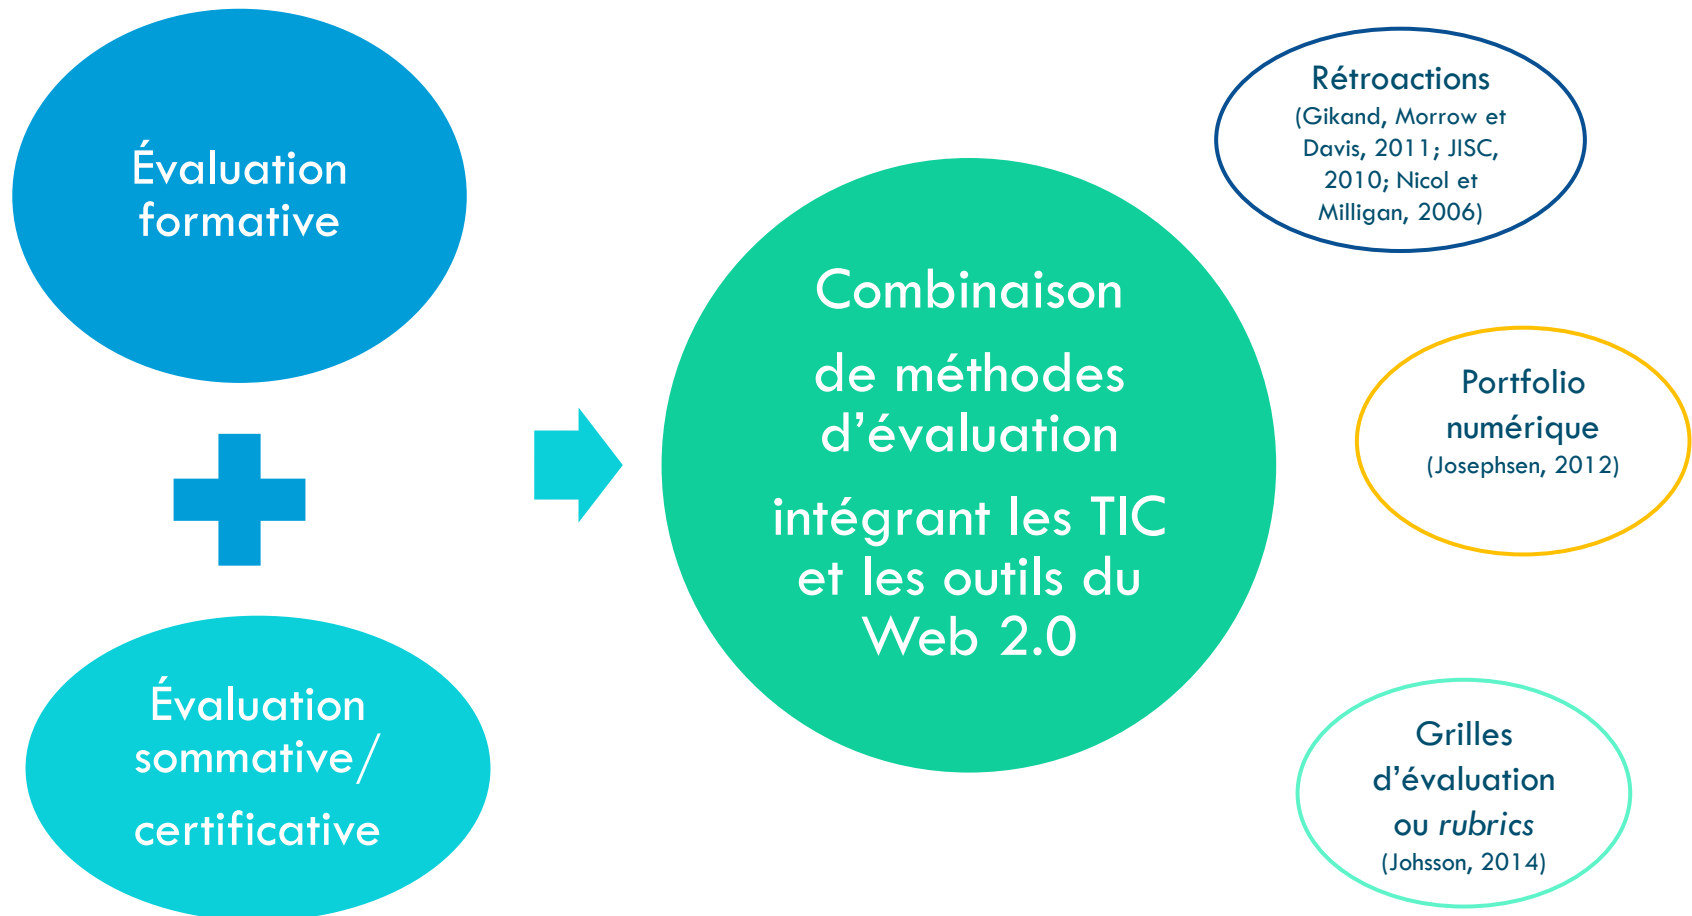 Évaluation
formative
Évaluation
sommative/
certificative
Combinaison
de méthodes
d’évaluation
intégrant les TIC
et les outils du
Web 2.0
Rétroactions
(Gikand, Morrow et
Davis, 2011; JISC,
2010; Nicol et
Milligan, 2006)
Portfolio
numérique
(Josephsen, 2012)
Grilles
d’évaluation
ou rubrics
(Johsson, 2014)